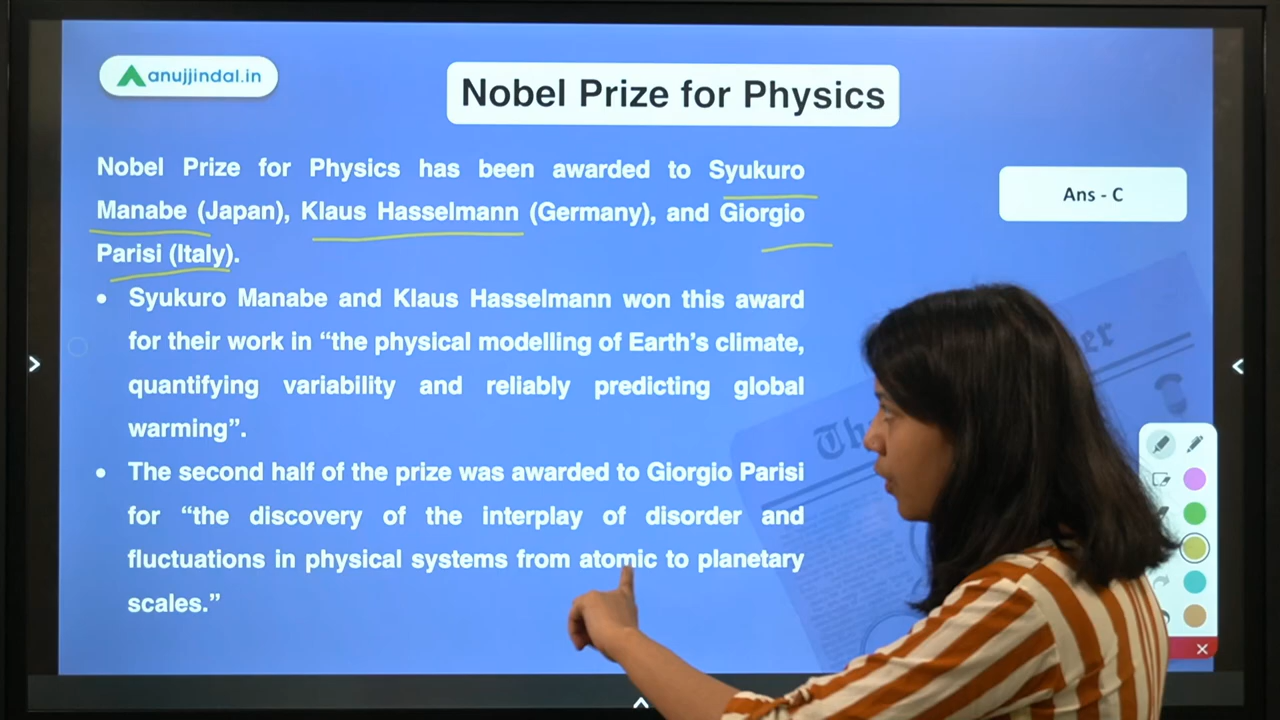 anujjindal.in
Nobel Prize for Physics
Nobel Prize for Physics has been awarded to Syukuro
Manabe (Japan), Klaus Hasselmann (Germany), and Giorgio
Parisi (Italy).
Ans - C
• Syukuro Manabe and Klaus Hasselmann won this award
for their work in “the physical modelling of Earth’s climate,
quantifying variability and reliably predicting global
warming”.
• The second half of the prize was awarded to Giorgio Parisi
for “the discovery of the interplay of disorder and
fluctuations in physical systems from atomic to planetary
scales.”